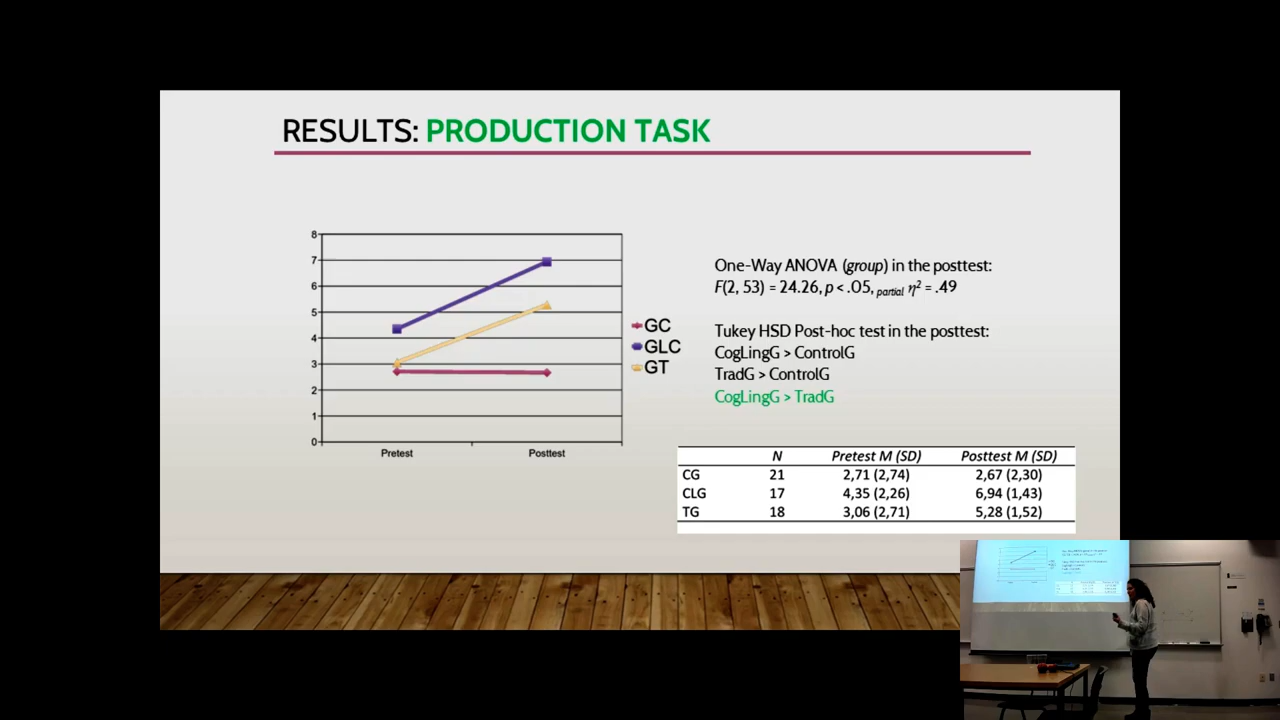 RESULTS: PRODUCTION TASK
8
7
6
5
4
3
2
1
0
Pretest
Posttest
GC
GLC
GT
One-Way ANOVA (group) in the posttest:
F(2, 53) = 24.26, p < .05, partial η² = .49
Tukey HSD Post-hoc test in the posttest:
CogLingG > ControlG
TradG > ControlG
CogLingG > TradG
N Pretest M (SD) Posttest M (SD)
CG 21 2,71 (2,74) 2,67 (2,30)
CLG 17 4,35 (2,26) 6,94 (1,43)
TG 18 3,06 (2,71) 5,28 (1,52)